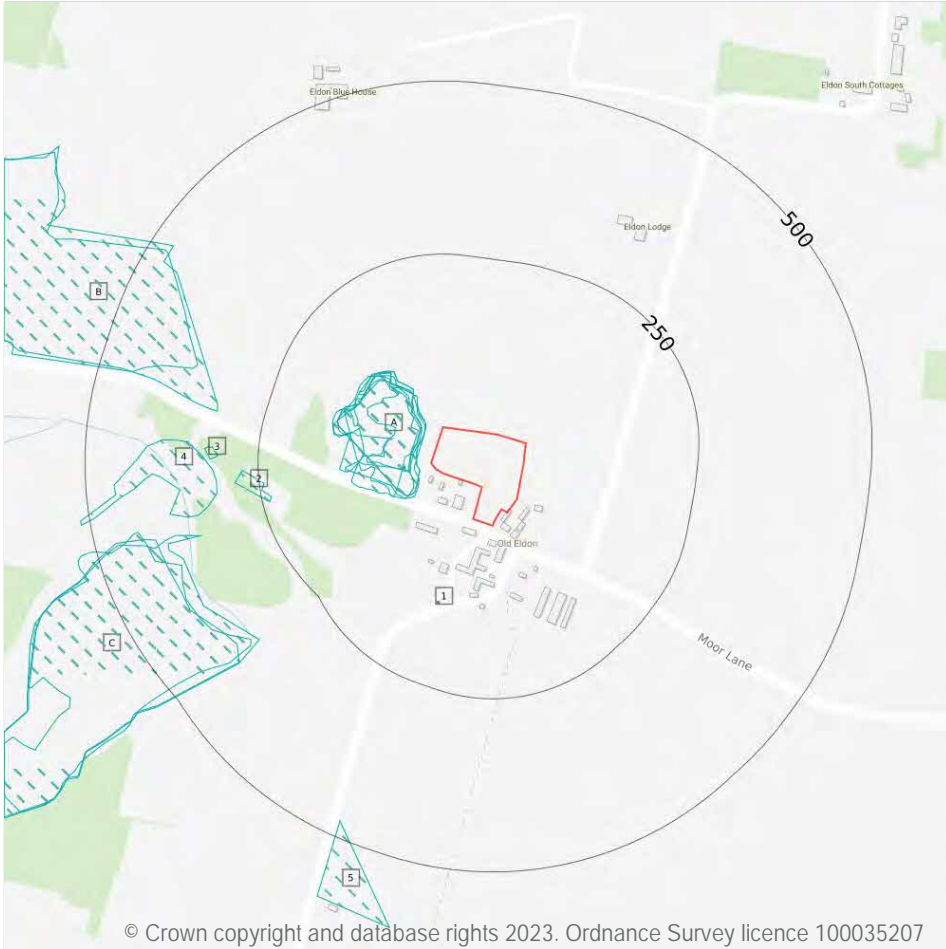 Eldon Blue House
Eldon South Cottages
500
Eldon Lodge
B
250
A
3
4
2
Old Eldon
1
C
Moor Lane
5
© Crown copyright and database rights 2023. Ordnance Survey licence 100035207